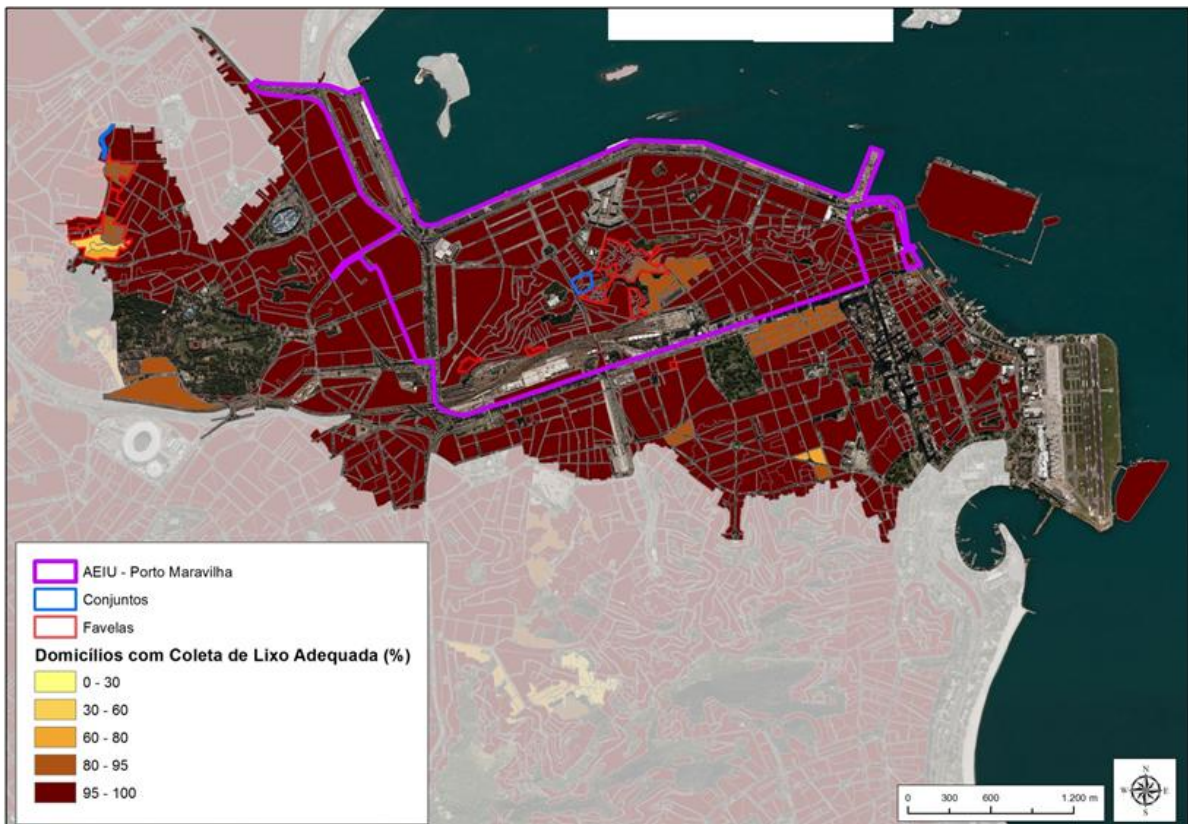 AEIU - Porto Maravilha
Conjuntos
Favelas
Domicílios com Coleta de Lixo Adequada (%)
0 - 30
30 - 60
60 - 80
80 - 95
95 - 100
0 300 600 1.200 m
N
W E
S